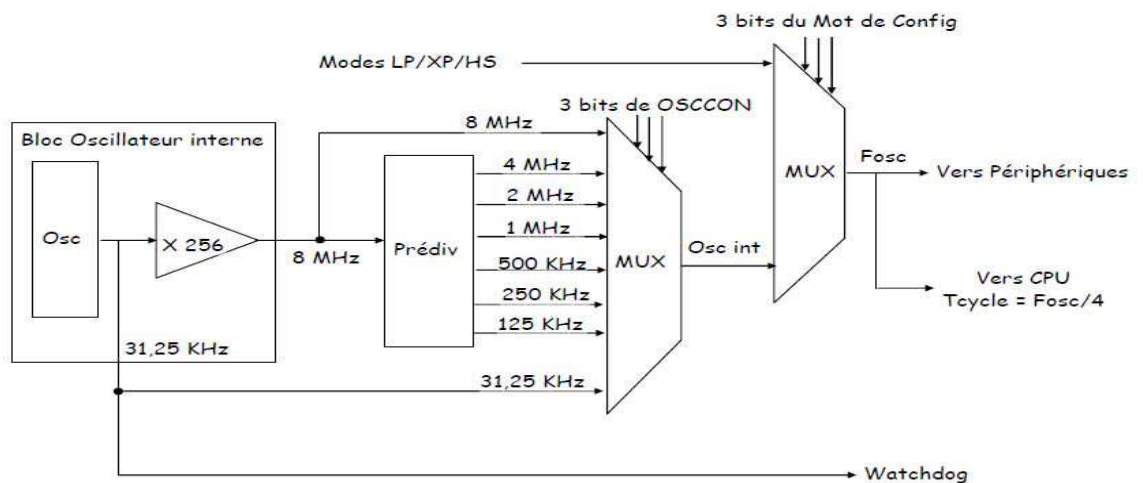 3 bits du Mot de Config
Modes LP/XP/HS
3 bits de OSCCON
8 MHz
Bloc Oscillateur interne
4 MHz
Fosc
MUX
Vers Périphériques
2 MHz
Osc
X 256
1 MHz
Prédiv
Osc int
8 MHz
MUX
500 KHz
Vers CPU
Tcycle = Fosc/4
250 KHz
125 KHz
31,25 KHz
31,25 KHz
Watchdog